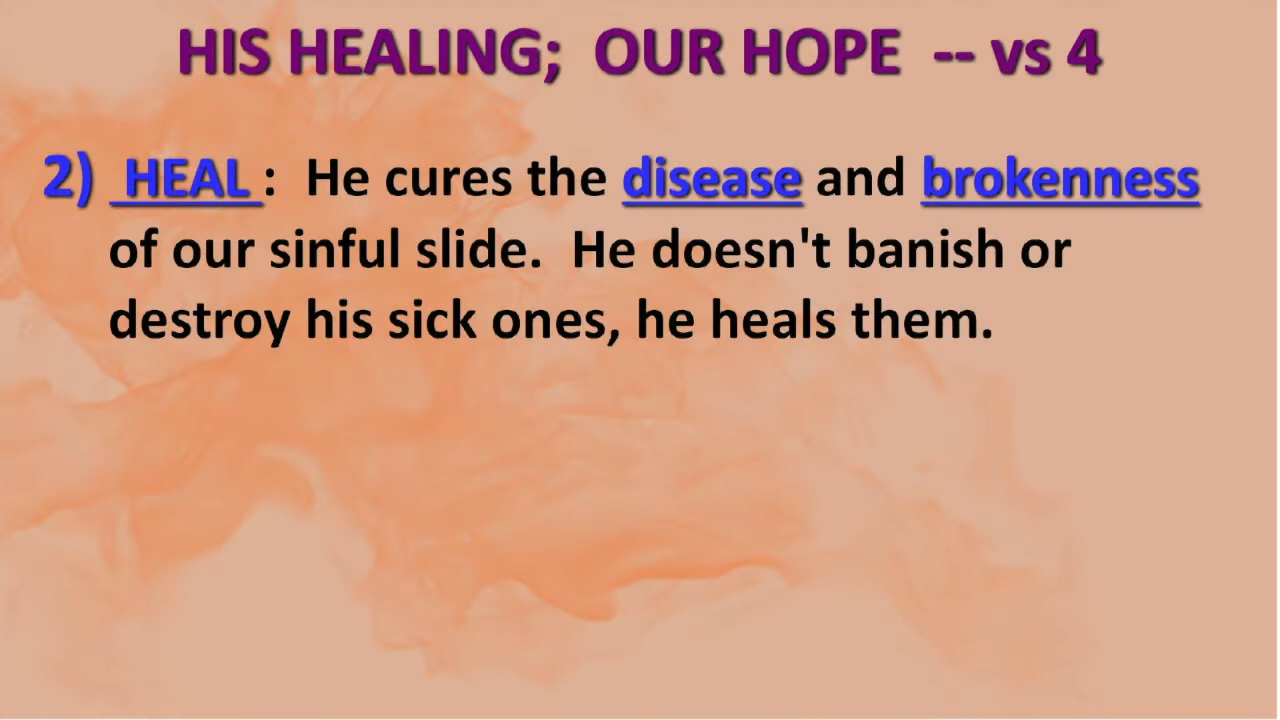 HIS HEALING; OUR HOPE -- vs 4
2) HEAL : He cures the disease and brokenness
of our sinful slide. He doesn't banish or
destroy his sick ones, he heals them.